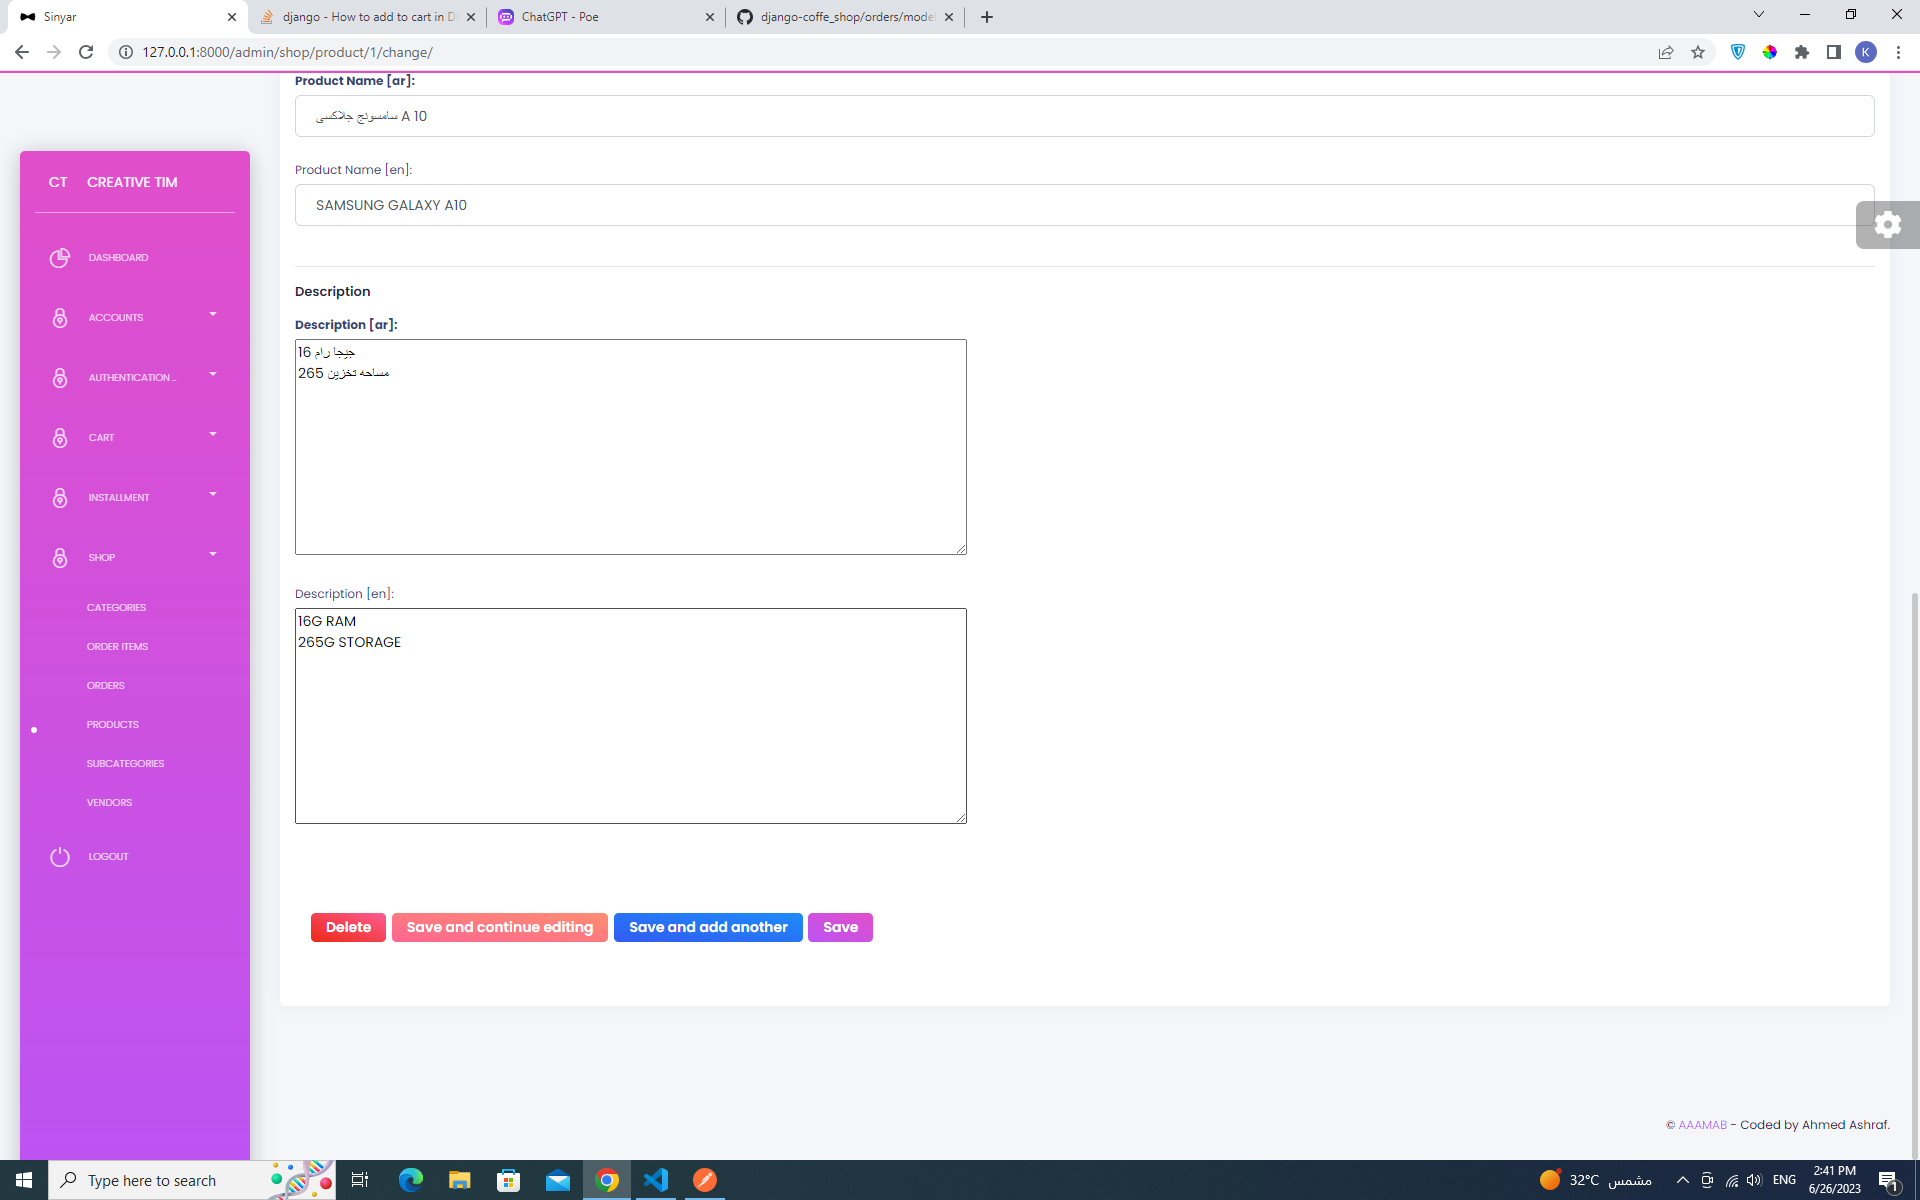 Sinyar
django - How to add to cart in D
ChatGPT - Poe
django-coffe_shop/orders/mode
127.0.0.1:8000/admin/shop/product/1/change/
K
CT CREATIVE TIM
DASHBOARD
ACCOUNTS
AUTHENTICATION ...
CART
INSTALLMENT
SHOP
CATEGORIES
ORDER ITEMS
ORDERS
PRODUCTS
SUBCATEGORIES
VENDORS
LOGOUT
Product Name [ar]:
سامسونج جلاكسى A 10
Product Name [en]:
SAMSUNG GALAXY A10
Description
Description [ar]:
16 جيجا رام
265 مساحه تخزين
Description [en]:
16G RAM
265G STORAGE
Delete
Save and continue editing
Save and add another
Save
© AAAMAB - Coded by Ahmed Ashraf.
Type here to search
32°C مشمس
ENG
2:41 PM
6/26/2023
1